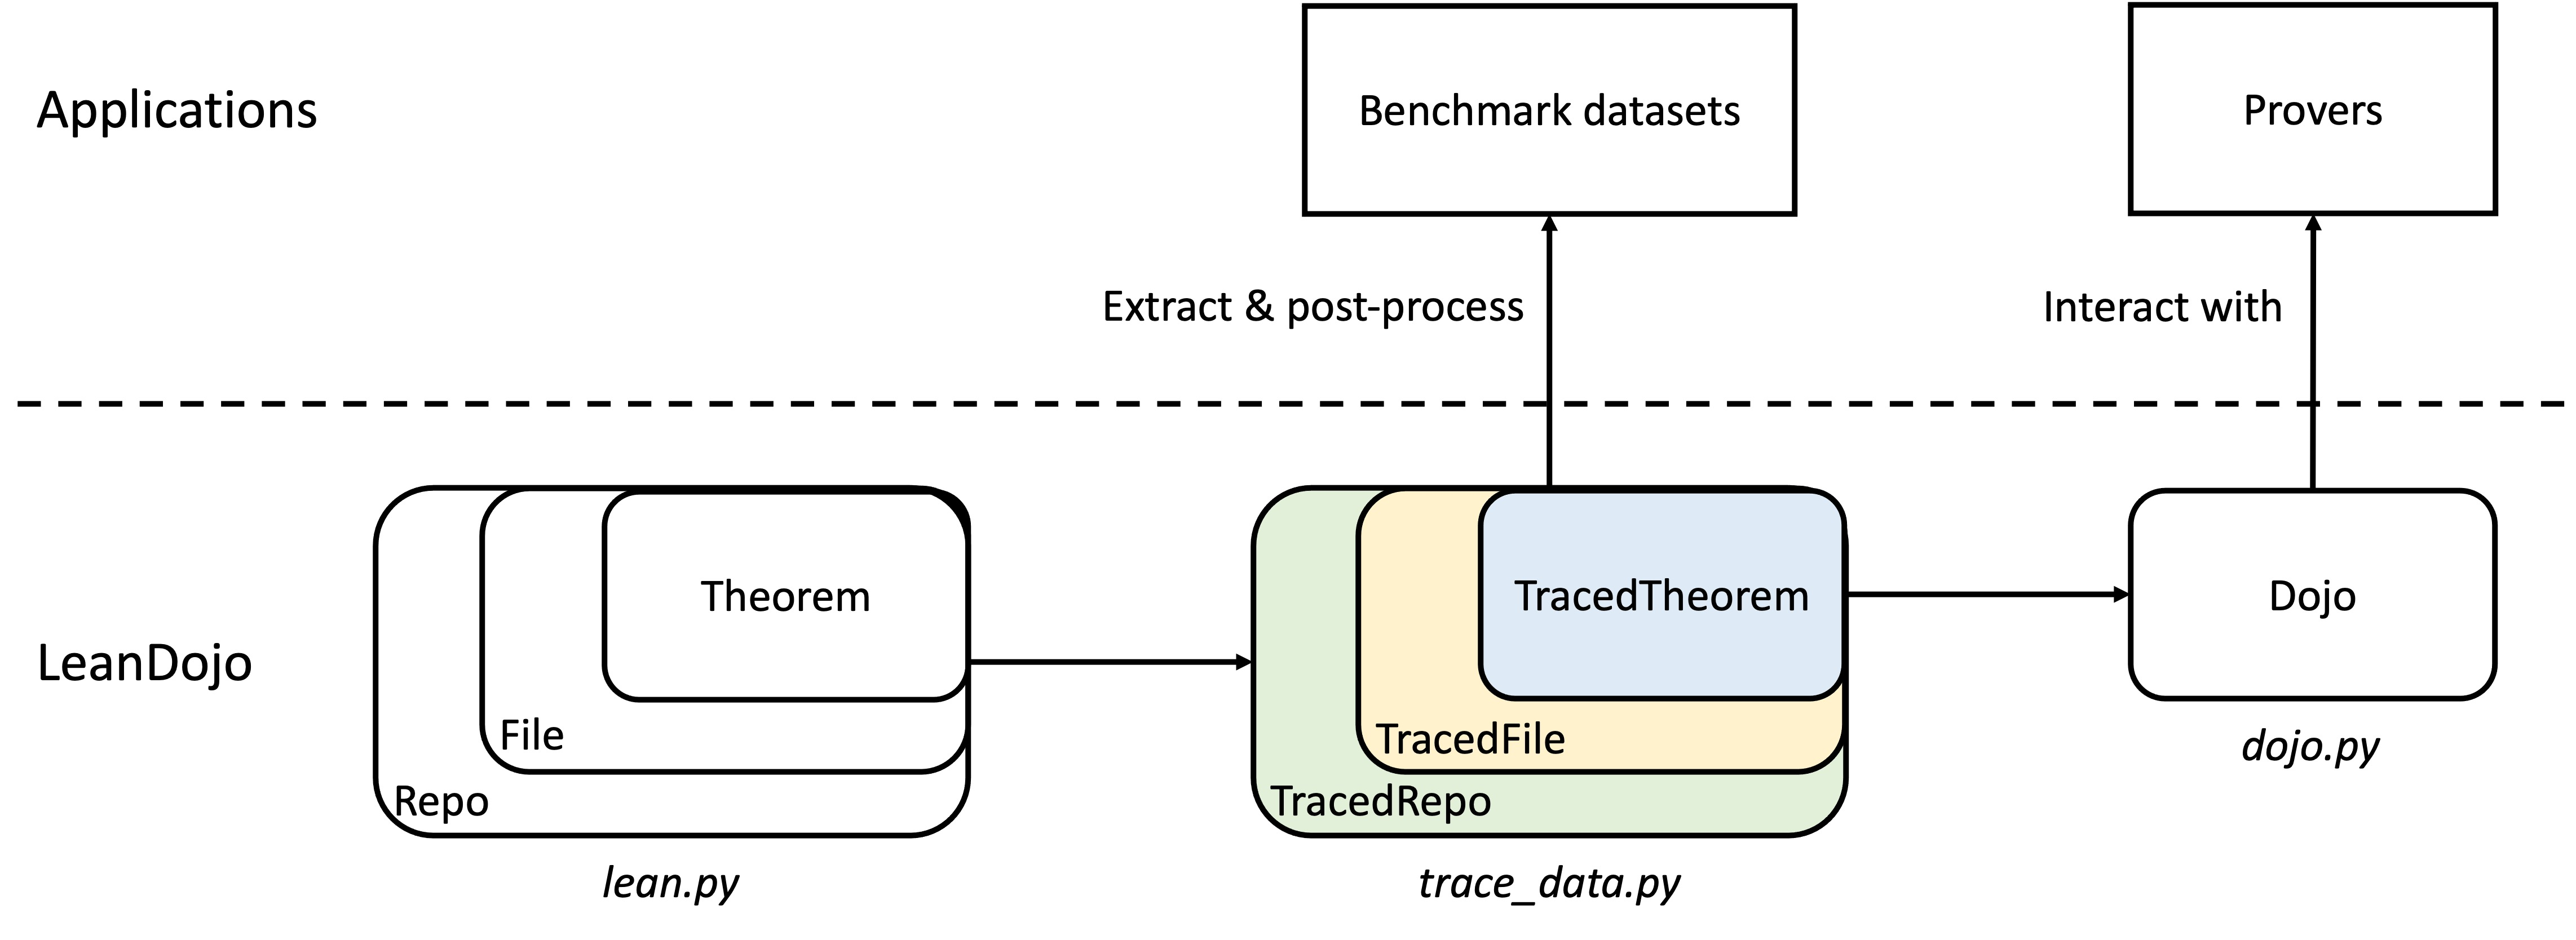 Applications
Benchmark datasets
Provers
Extract & post-process
Interact with
LeanDojo
Theorem
File
Repo
lean.py
TracedTheorem
TracedFile
TracedRepo
trace_data.py
Dojo
dojo.py